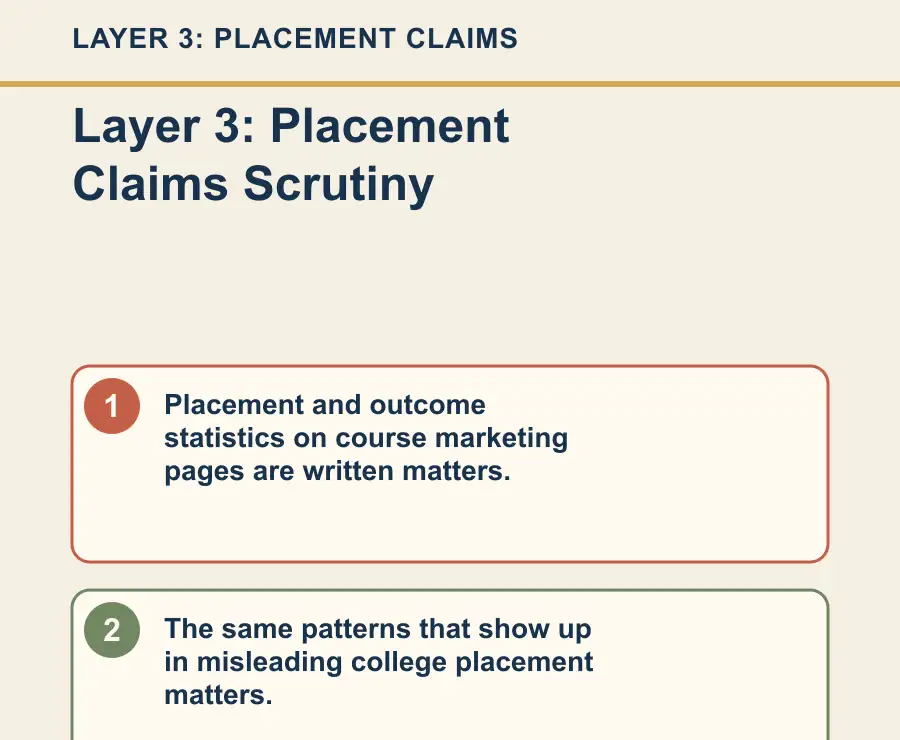 LAYER 3: PLACEMENT CLAIMS
Layer 3: Placement
Claims Scrutiny
1
Placement and outcome
statistics on course marketing
pages are written matters.
2
The same patterns that show up
in misleading college placement
matters.